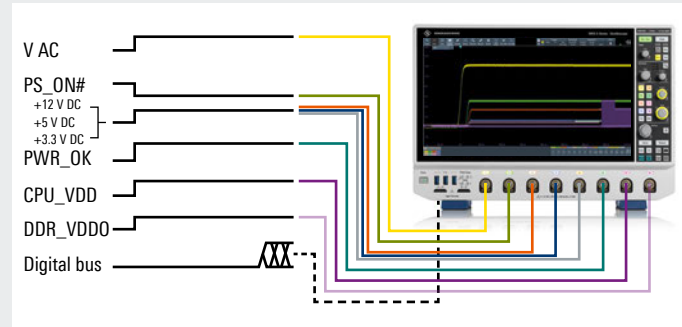 V AC
PS_ON#
+12 V DC
+5 V DC
+3.3 V DC
PWR_OK
CPU_VDD
DDR_VDDO
Digital bus